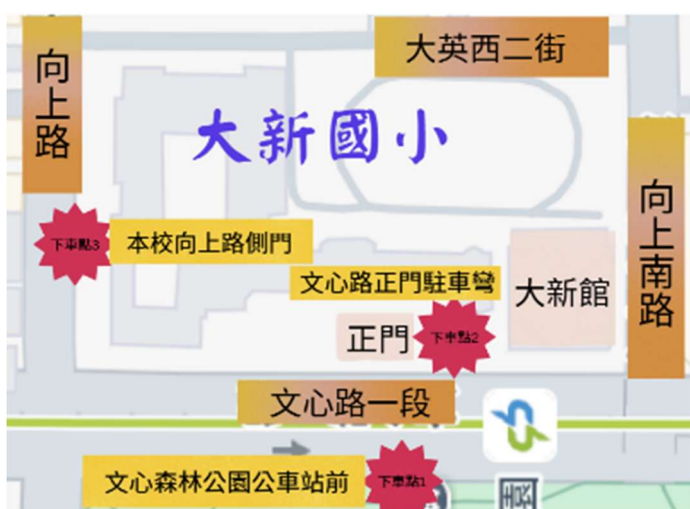 大英西二街
向上路
大新國小
向上南路
下車點3
本校向上路側門
文心路正門駐車彎
大新館
正門
下車點2
文心路一段
文心森林公園公車站前
下車點1
園